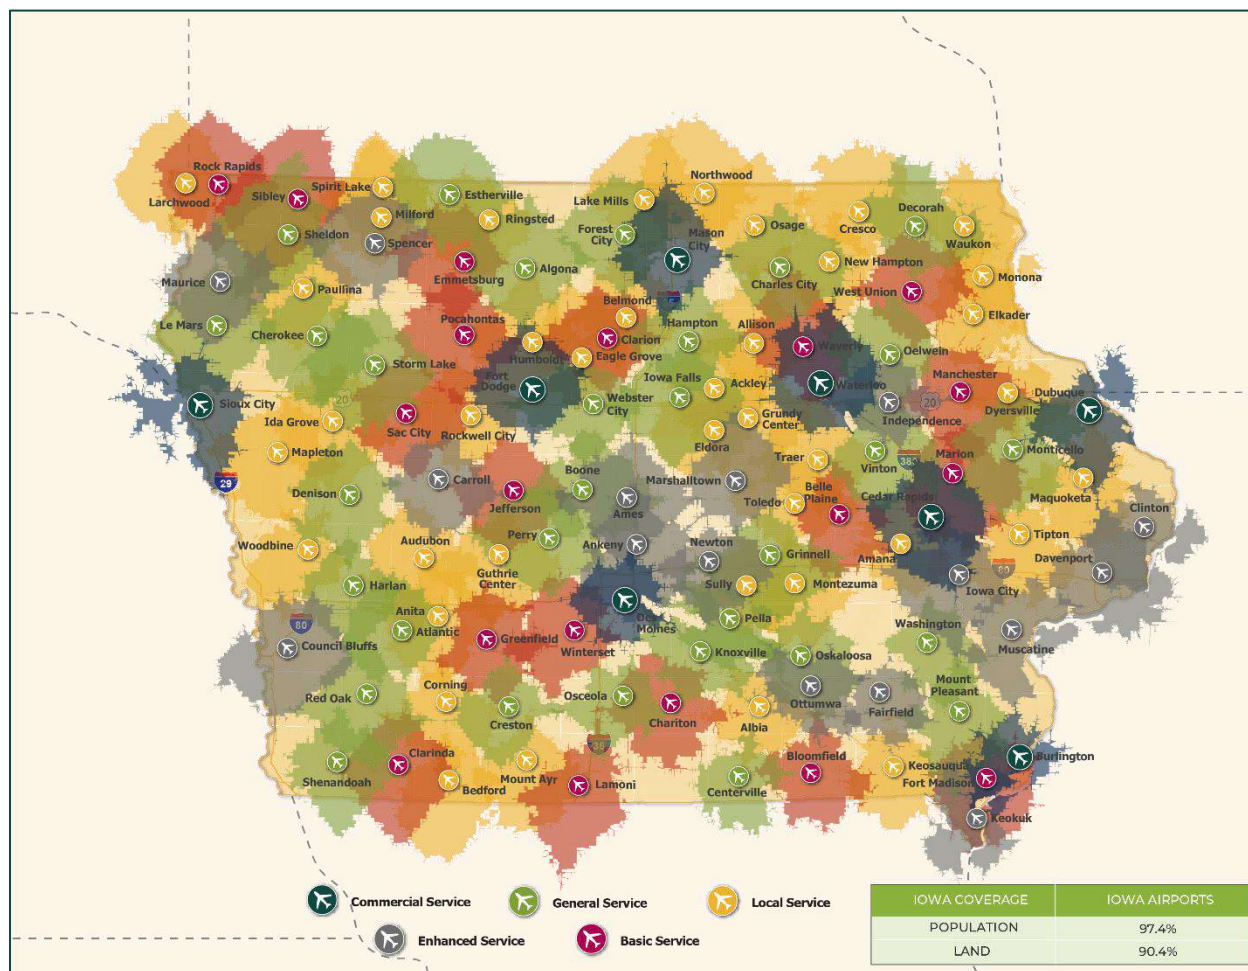 Rock Rapids
Larchwood
Sibley
Spirit Lake
Estherville
Lake Mills
Northwood
Milford
Ringsted
Sheldon
Spencer
Forest
City
Mason
City
Osage
Cresco
Decorah
Waukon
Maurice
Emmetsburg
Algona
Charles City
New Hampton
West Union
Monona
Paullina
Belmond
Elkader
Le Mars
Cherokee
Pocahontas
Humboldt
Clarion
Eagle Grove
Hampton
Allison
Waverly
Oelwein
Storm Lake
Fort
Dodge
Iowa Falls
Ackley
Waterloo
Manchester
Dubuque
Sioux City
20
Webster
City
Independence
20
Dyersville
Ida Grove
Sac City
Rockwell City
Grundy
Center
Eldora
Mapleton
Traer
Vinton
380
Marion
Monticello
29
Denison
Carroll
Jefferson
Boone
Ames
Marshalltown
Toledo
Belle
Plaine
Cedar Rapids
Maquoketa
Clinton
Woodbine
Audubon
Guthrie
Center
Perry
Ankeny
Newton
Grinnell
Amana
Tipton
Davenport
80
Harlan
Sully
Montezuma
Iowa City
80
Council Bluffs
Anita
Atlantic
Greenfield
Winterset
Des
Moines
Pella
Washington
Muscatine
Knoxville
Oskaloosa
Red Oak
Corning
Creston
Osceola
Chariton
Albia
Ottumwa
Fairfield
Mount
Pleasant
35
Shenandoah
Clarinda
Bedford
Mount Ayr
Lamoni
Centerville
Bloomfield
Keosauqua
Fort Madison
Burlington
Keokuk
Commercial Service
General Service
Local Service
Enhanced Service
Basic Service
IOWA COVERAGE IOWA AIRPORTS
POPULATION 97.4%
LAND 90.4%